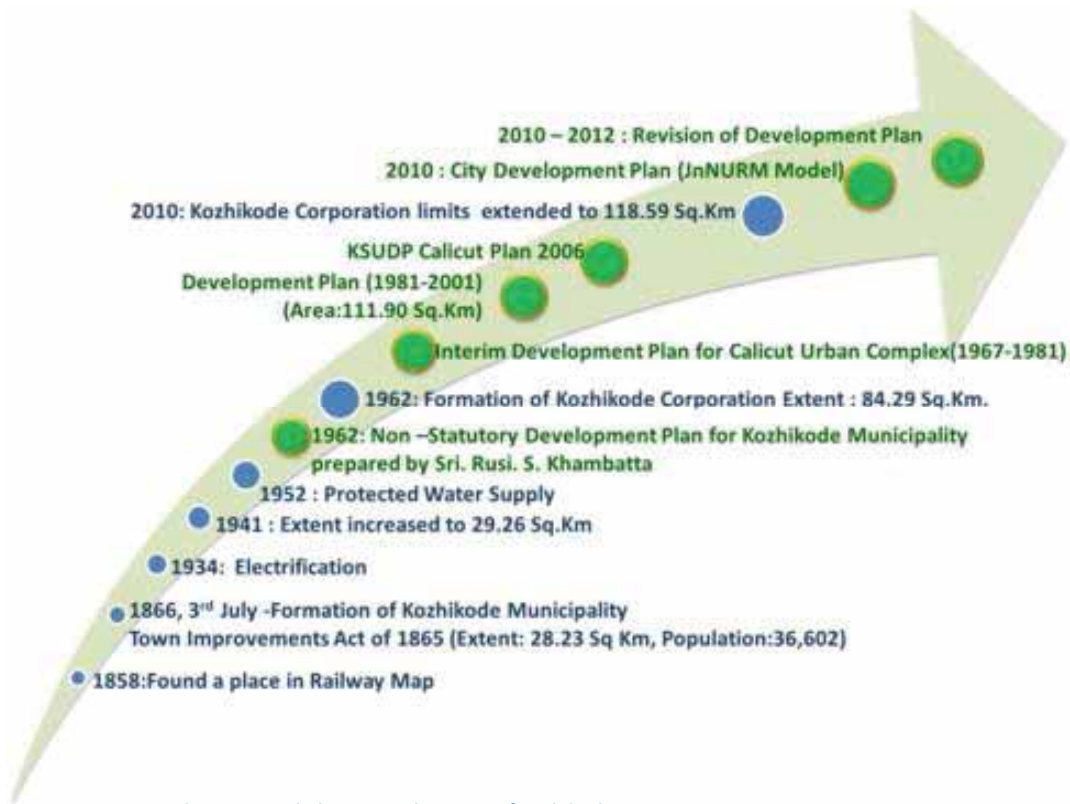 2010 – 2012 : Revision of Development Plan
2010 : City Development Plan (JnNURM Model)
2010: Kozhikode Corporation limits extended to 118.59 Sq.Km
KSUDP Calicut Plan 2006
Development Plan (1981-2001)
(Area:111.90 Sq.Km)
Interim Development Plan for Calicut Urban Complex(1967-1981)
1962: Formation of Kozhikode Corporation Extent : 84.29 Sq.Km.
1962: Non –Statutory Development Plan for Kozhikode Municipality
prepared by Sri. Rusi. S. Khambatta
1952 : Protected Water Supply
1941 : Extent increased to 29.26 Sq.Km
1934: Electrification
1866, 3rd July -Formation of Kozhikode Municipality
Town Improvements Act of 1865 (Extent: 28.23 Sq Km, Population:36,602)
1858:Found a place in Railway Map